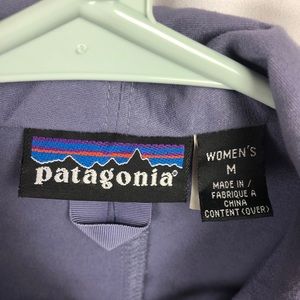 patagonia®
WOMEN'S
M
MADE IN /
FABRIQUE A
CHINA
CONTENT (OVER)